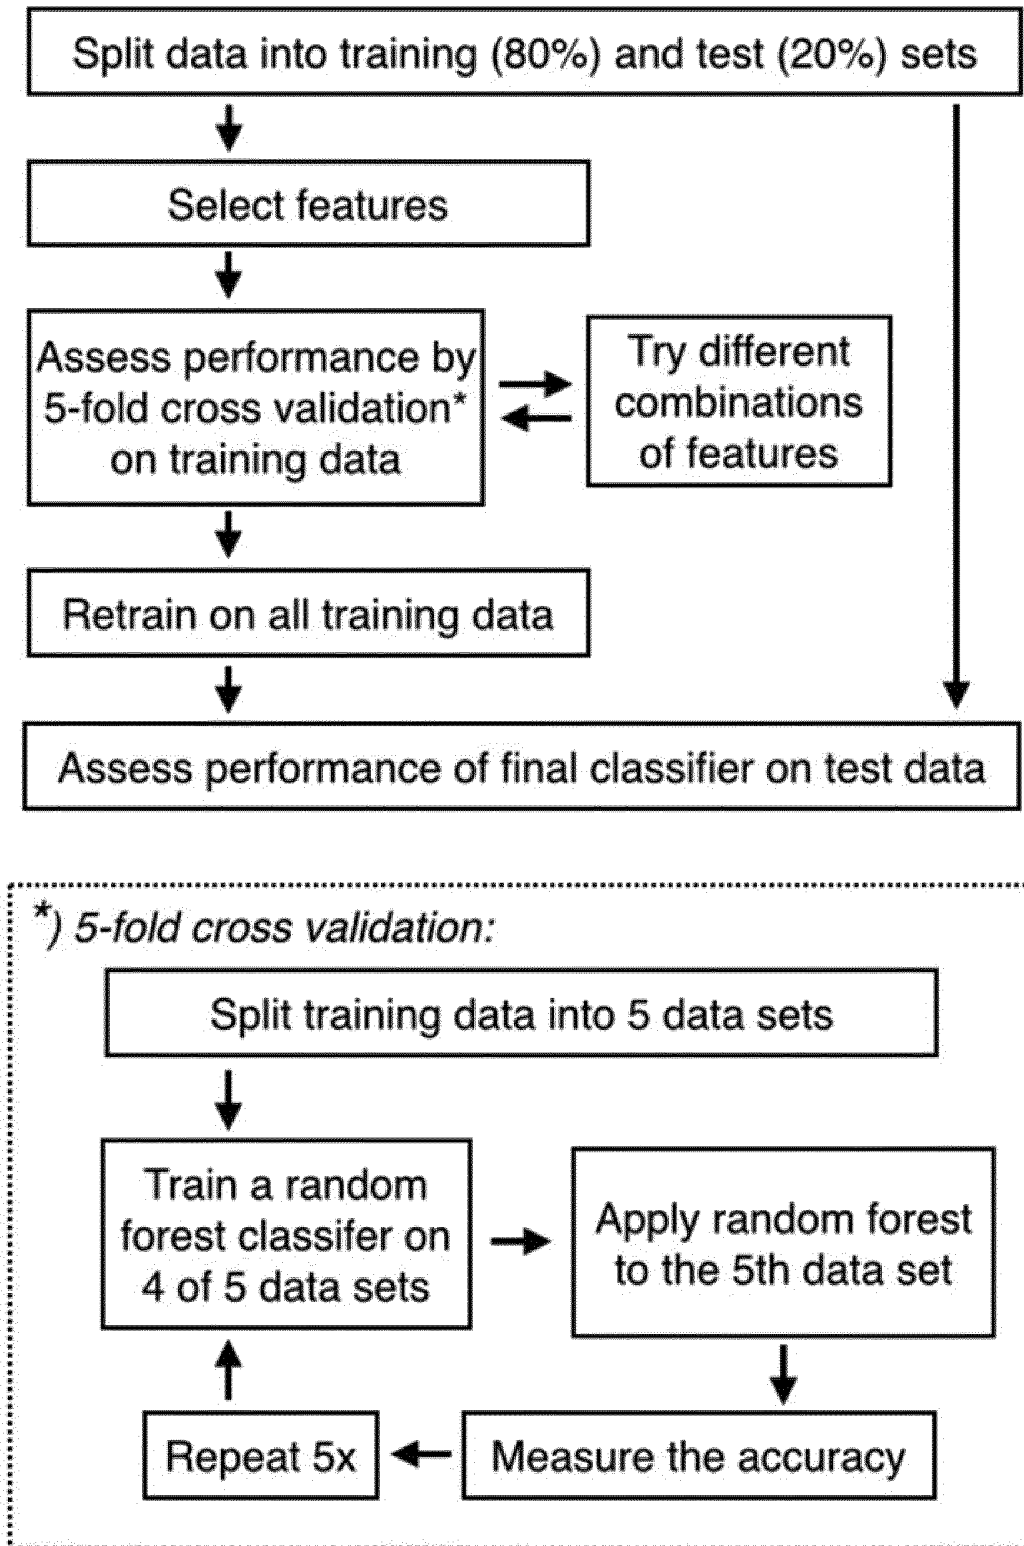 Split data into training (80%) and test (20%) sets
Select features
Assess performance by
5-fold cross validation*
on training data
Try different
combinations
of features
Retrain on all training data
Assess performance of final classifier on test data
*) 5-fold cross validation:
Split training data into 5 data sets
Train a random
forest classifer on
4 of 5 data sets
Apply random forest
to the 5th data set
Measure the accuracy
Repeat 5x